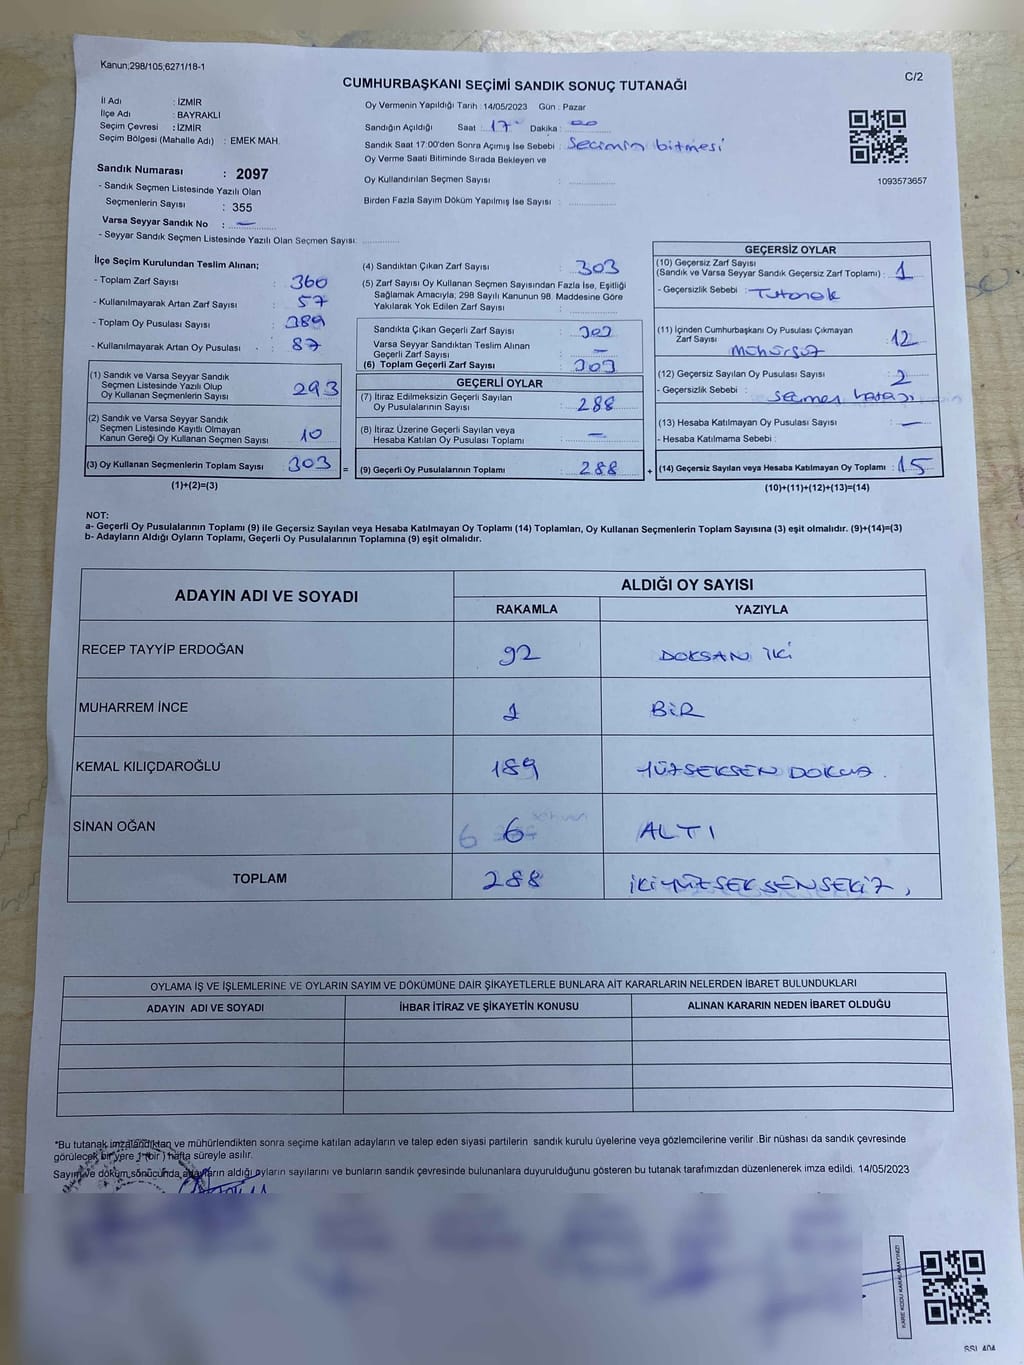 Kanun,298/105,6271/18-1
C/2
CUMHURBAŞKANI SEÇİMİ SANDIK SONUÇ TUTANAĞI
İl Adı : İZMİR
İlçe Adı : BAYRAKLI
Seçim Çevresi : İZMİR
Seçim Bölgesi (Mahalle Adı) : EMEK MAH.
Sandık Numarası : 2097
- Sandık Seçmen Listesinde Yazılı Olan
Seçmenlerin Sayısı : 355
Varsa Seyyar Sandık No : —
- Seyyar Sandık Seçmen Listesinde Yazılı Olan Seçmen Sayısı:
Oy Vermenin Yapıldığı Tarih :14/05/2023 Gün : Pazar
Sandığın Açıldığı Saat : 17 Dakika : 00
Sandık Saat 17:00'den Sonra Açılmış İse Sebebi : Seçimin bitmesi
Oy Verme Saati Bitiminde Sırada Bekleyen ve
Oy Kullandırılan Seçmen Sayısı :
Birden Fazla Sayım Döküm Yapılmış İse Sayısı :
1093573657
İlçe Seçim Kurulundan Teslim Alınan;
- Toplam Zarf Sayısı : 360
- Kullanılmayarak Artan Zarf Sayısı : 57
- Toplam Oy Pusulası Sayısı : 389
- Kullanılmayarak Artan Oy Pusulası : 87
(1) Sandık ve Varsa Seyyar Sandık
Seçmen Listesinde Yazılı Olup
Oy Kullanan Seçmenlerin Sayısı : 293
(2) Sandık ve Varsa Seyyar Sandık
Seçmen Listesinde Kayıtlı Olmayan
Kanun Gereği Oy Kullanan Seçmen Sayısı : 10
(3) Oy Kullanan Seçmenlerin Toplam Sayısı : 303
(1)+(2)=(3)
(4) Sandıktan Çıkan Zarf Sayısı : 303
(5) Zarf Sayısı Oy Kullanan Seçmen Sayısından Fazla İse, Eşitliği
Sağlamak Amacıyla; 298 Sayılı Kanunun 98. Maddesine Göre
Yakılarak Yok Edilen Zarf Sayısı :
Sandıkta Çıkan Geçerli Zarf Sayısı : 302
Varsa Seyyar Sandıktan Teslim Alınan
Geçerli Zarf Sayısı : —
(6) Toplam Geçerli Zarf Sayısı : 303
GEÇERLİ OYLAR
(7) İtiraz Edilmeksizin Geçerli Sayılan
Oy Pusulalarının Sayısı : 288
(8) İtiraz Üzerine Geçerli Sayılan veya
Hesaba Katılan Oy Pusulası Toplamı : —
= (9) Geçerli Oy Pusulalarının Toplamı : 288
GEÇERSİZ OYLAR
(10) Geçersiz Zarf Sayısı
(Sandık ve Varsa Seyyar Sandık Geçersiz Zarf Toplamı) : 1
- Geçersizlik Sebebi : Tutanak
(11) İçinden Cumhurbaşkanı Oy Pusulası Çıkmayan
Zarf Sayısı : 12
Mühürsüz
(12) Geçersiz Sayılan Oy Pusulası Sayısı : 2
- Geçersizlik Sebebi : Seçmen hatası
(13) Hesaba Katılmayan Oy Pusulası Sayısı : —
- Hesaba Katılmama Sebebi :
+ (14) Geçersiz Sayılan veya Hesaba Katılmayan Oy Toplamı : 15
(10)+(11)+(12)+(13)=(14)
NOT:
a- Geçerli Oy Pusulalarının Toplamı (9) ile Geçersiz Sayılan veya Hesaba Katılmayan Oy Toplamı (14) Toplamları, Oy Kullanan Seçmenlerin Toplam Sayısına (3) eşit olmalıdır. (9)+(14)=(3)
b- Adayların Aldığı Oyların Toplamı, Geçerli Oy Pusulalarının Toplamına (9) eşit olmalıdır.
ADAYIN ADI VE SOYADI
ALDIĞI OY SAYISI
RAKAMLA YAZIYLA
RECEP TAYYİP ERDOĞAN 92 DOKSAN İKİ
MUHARREM İNCE 1 BİR
KEMAL KILIÇDAROĞLU 189 YÜZSEKSEN DOKUZ.
SİNAN OĞAN 6 6 ALTI
TOPLAM 288 İKİYÜZSEKSENSEKİZ,
OYLAMA İŞ VE İŞLEMLERİNE VE OYLARIN SAYIM VE DÖKÜMÜNE DAİR ŞİKAYETLERLE BUNLARA AİT KARARLARIN NELERDEN İBARET BULUNDUKLARI
ADAYIN ADI VE SOYADI İHBAR İTİRAZ VE ŞİKAYETİN KONUSU ALINAN KARARIN NEDEN İBARET OLDUĞU
*Bu tutanak imzalandıktan ve mühürlendikten sonra seçime katılan adayların ve talep eden siyasi partilerin sandık kurulu üyelerine veya gözlemcilerine verilir .Bir nüshası da sandık çevresinde
görülecek bir yere 1 (bir ) hafta süreyle asılır.
Sayım ve döküm sonucunda adayların aldığı oyların sayılarını ve bunların sandık çevresinde bulunanlara duyurulduğunu gösteren bu tutanak tarafımızdan düzenlenerek imza edildi. 14/05/2023
KARE KODU KARALAMAYINIZ!